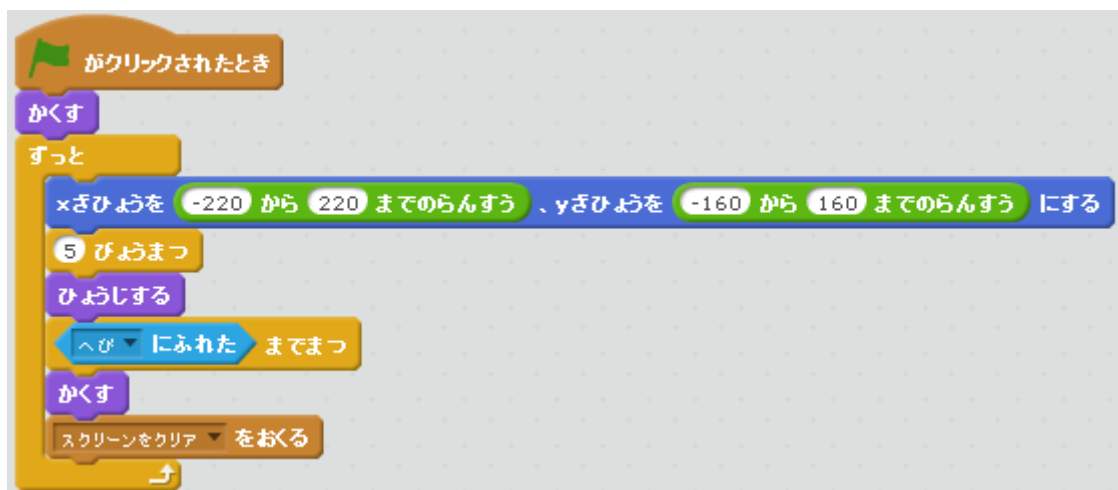 がクリックされたとき
かくす
ずっと
xざひょうを -220 から 220 までのらんすう 、yざひょうを -160 から 160 までのらんすう にする
5 びょうまつ
ひょうじする
へび にふれた までまつ
かくす
スクリーンをクリア をおくる